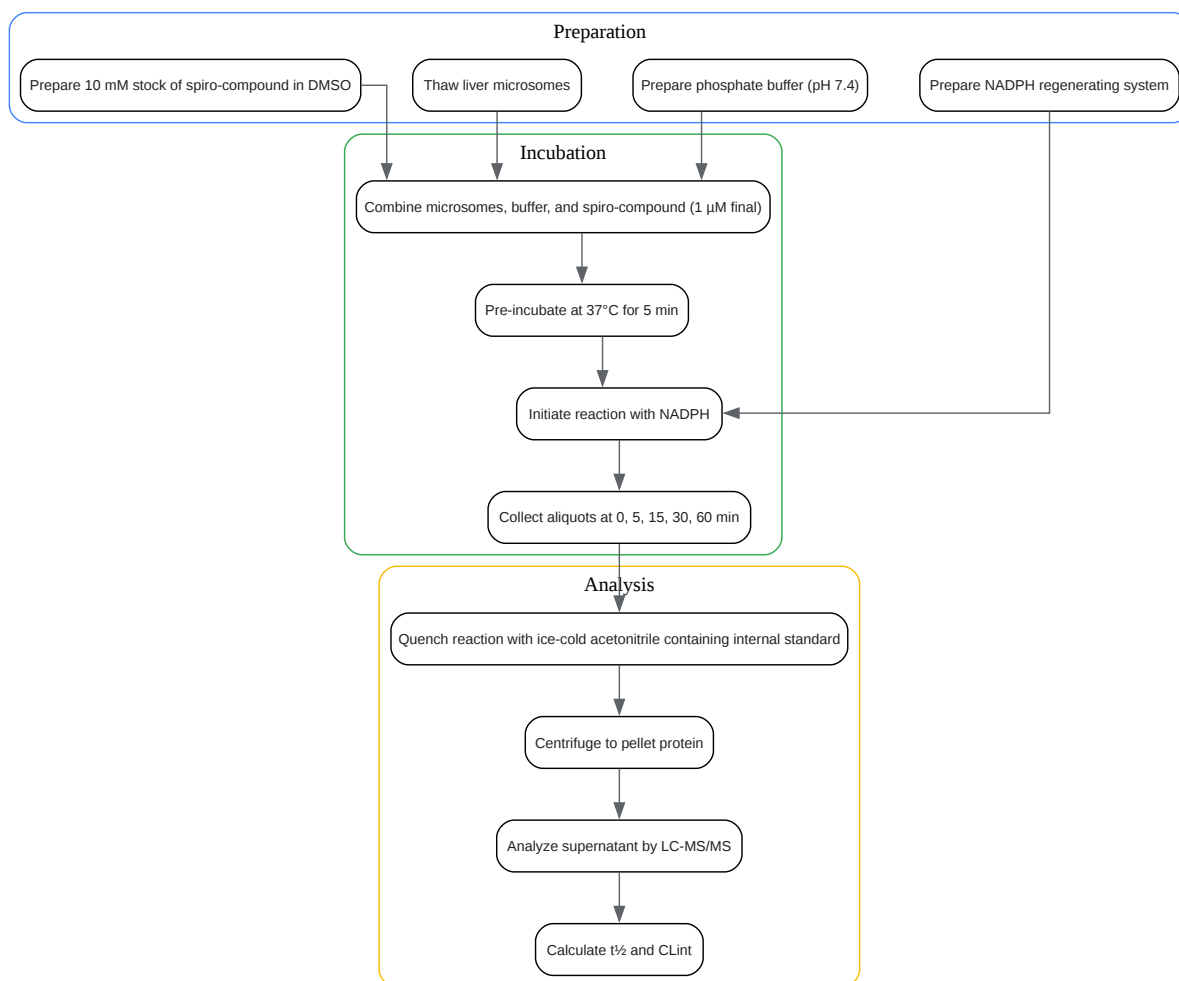 Preparation
Prepare 10 mM stock of spiro-compound in DMSO
Thaw liver microsomes
Prepare phosphate buffer (pH 7.4)
Prepare NADPH regenerating system
Incubation
Combine microsomes, buffer, and spiro-compound (1 µM final)
Pre-incubate at 37°C for 5 min
Initiate reaction with NADPH
Collect aliquots at 0, 5, 15, 30, 60 min
Analysis
Quench reaction with ice-cold acetonitrile containing internal standard
Centrifuge to pellet protein
Analyze supernatant by LC-MS/MS
Calculate t½ and CLint